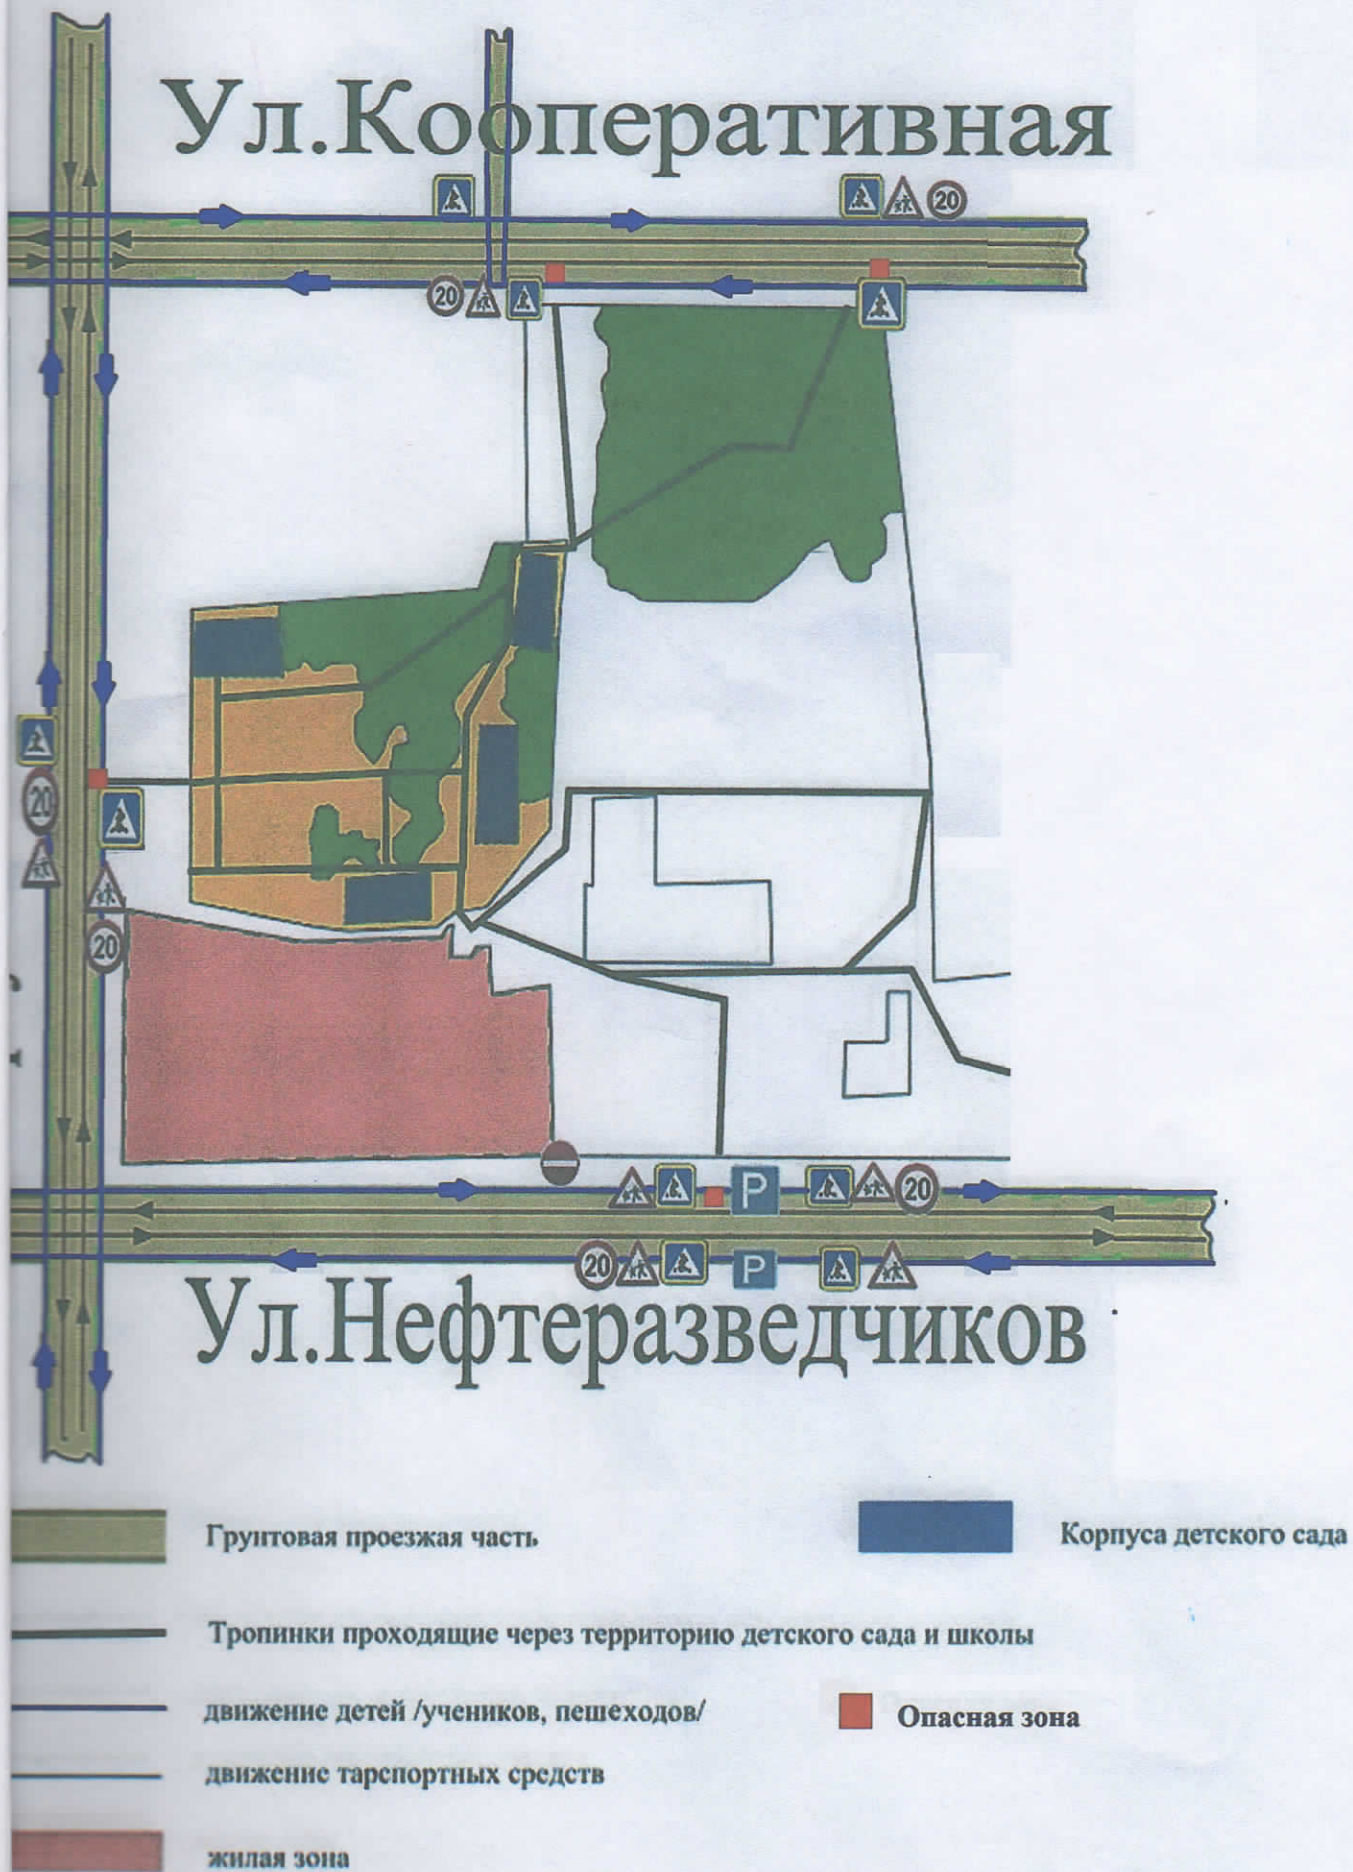 Ул.Кооперативная
20
20
20
20
P
20
20
P
Ул.Нефтеразведчиков
Грунтовая проезжая часть
Корпуса детского сада
Тропинки проходящие через территорию детского сада и школы
движение детей /учеников, пешеходов/
Опасная зона
движение тарспортных средств
жилая зона